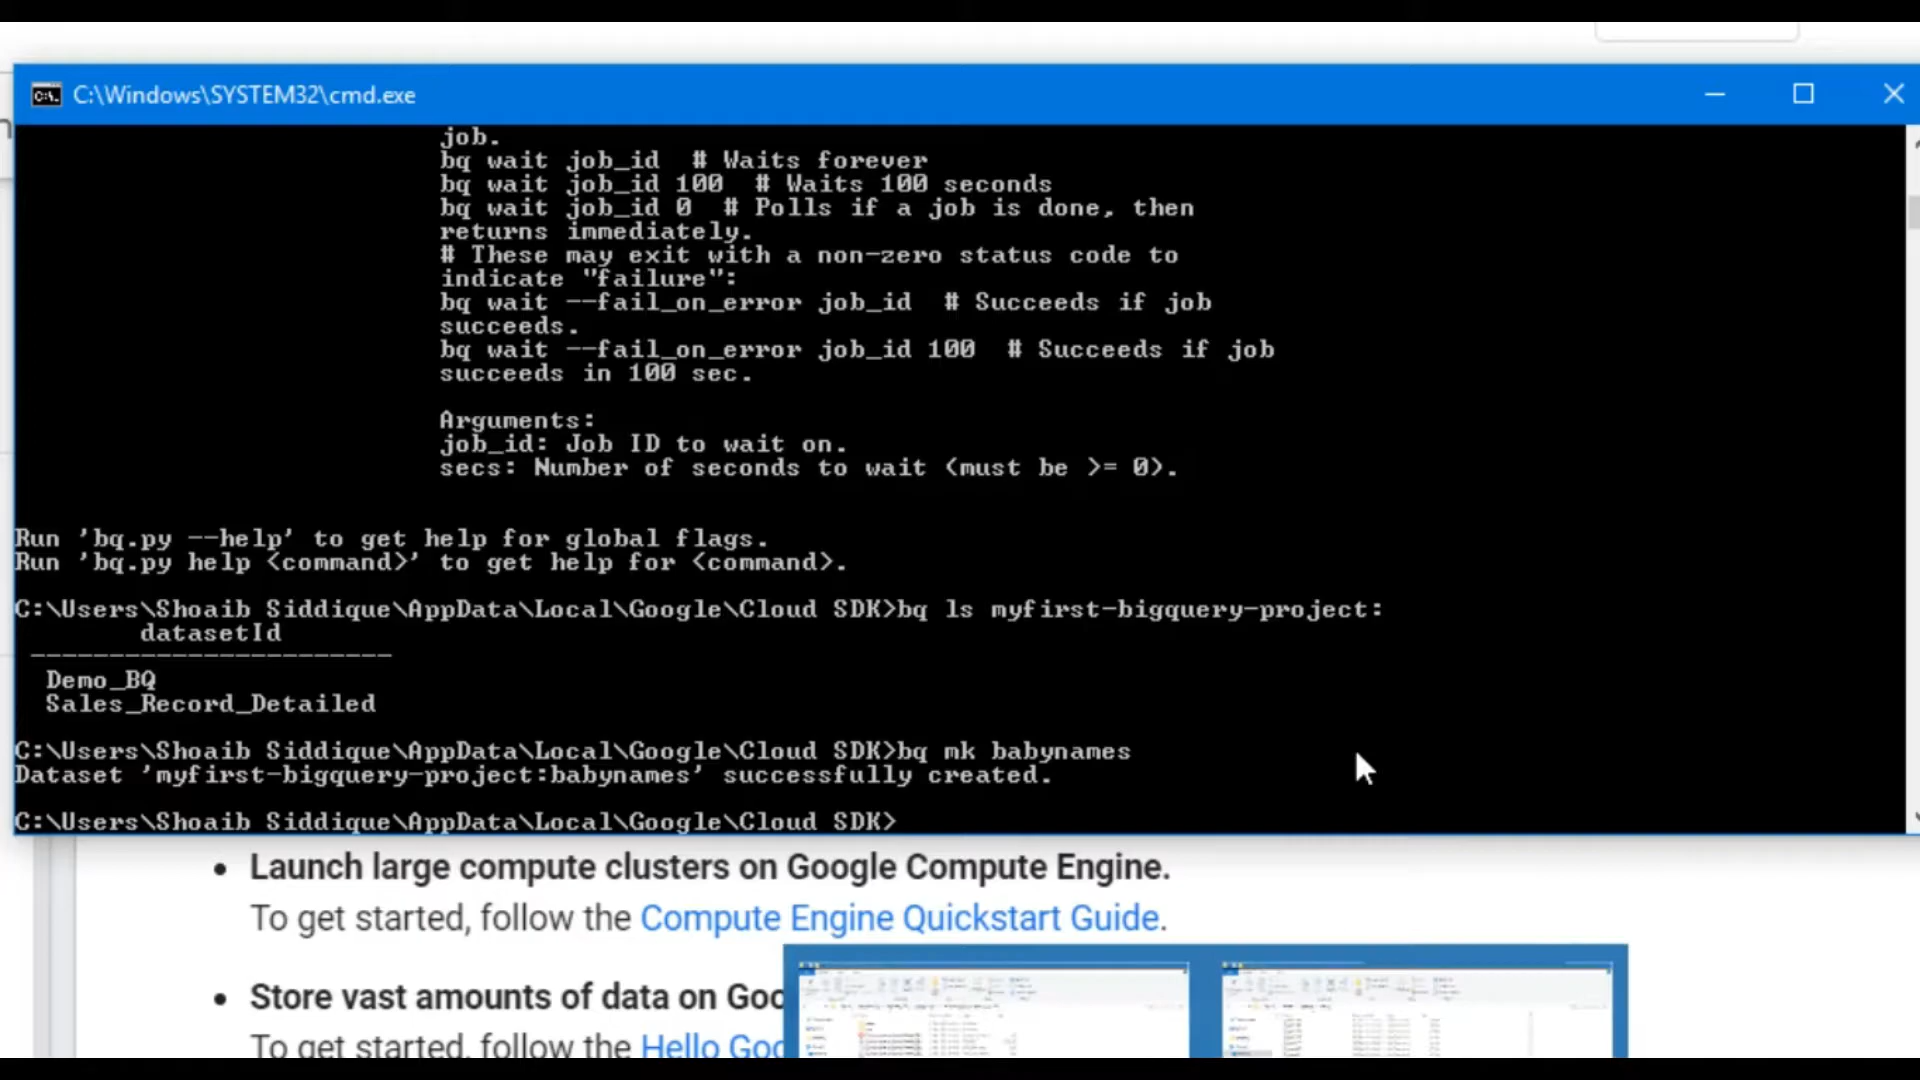 C:\Windows\SYSTEM32\cmd.exe
job.
bq wait job_id  # Waits forever
bq wait job_id 100  # Waits 100 seconds
bq wait job_id 0  # Polls if a job is done, then
returns immediately.
# These may exit with a non-zero status code to
indicate "failure":
bq wait --fail_on_error job_id  # Succeeds if job
succeeds.
bq wait --fail_on_error job_id 100  # Succeeds if job
succeeds in 100 sec.
Arguments:
job_id: Job ID to wait on.
secs: Number of seconds to wait (must be >= 0).
Run 'bq.py --help' to get help for global flags.
Run 'bq.py help <command>' to get help for <command>.
C:\Users\Shoaib Siddique\AppData\Local\Google\Cloud SDK>bq ls myfirst-bigquery-project:
datasetId
-----------------------
Demo_BQ
Sales_Record_Detailed
C:\Users\Shoaib Siddique\AppData\Local\Google\Cloud SDK>bq mk babynames
Dataset 'myfirst-bigquery-project:babynames' successfully created.
C:\Users\Shoaib Siddique\AppData\Local\Google\Cloud SDK>
• Launch large compute clusters on Google Compute Engine.
To get started, follow the Compute Engine Quickstart Guide.
• Store vast amounts of data on Goo
To get started, follow the Hello Goo